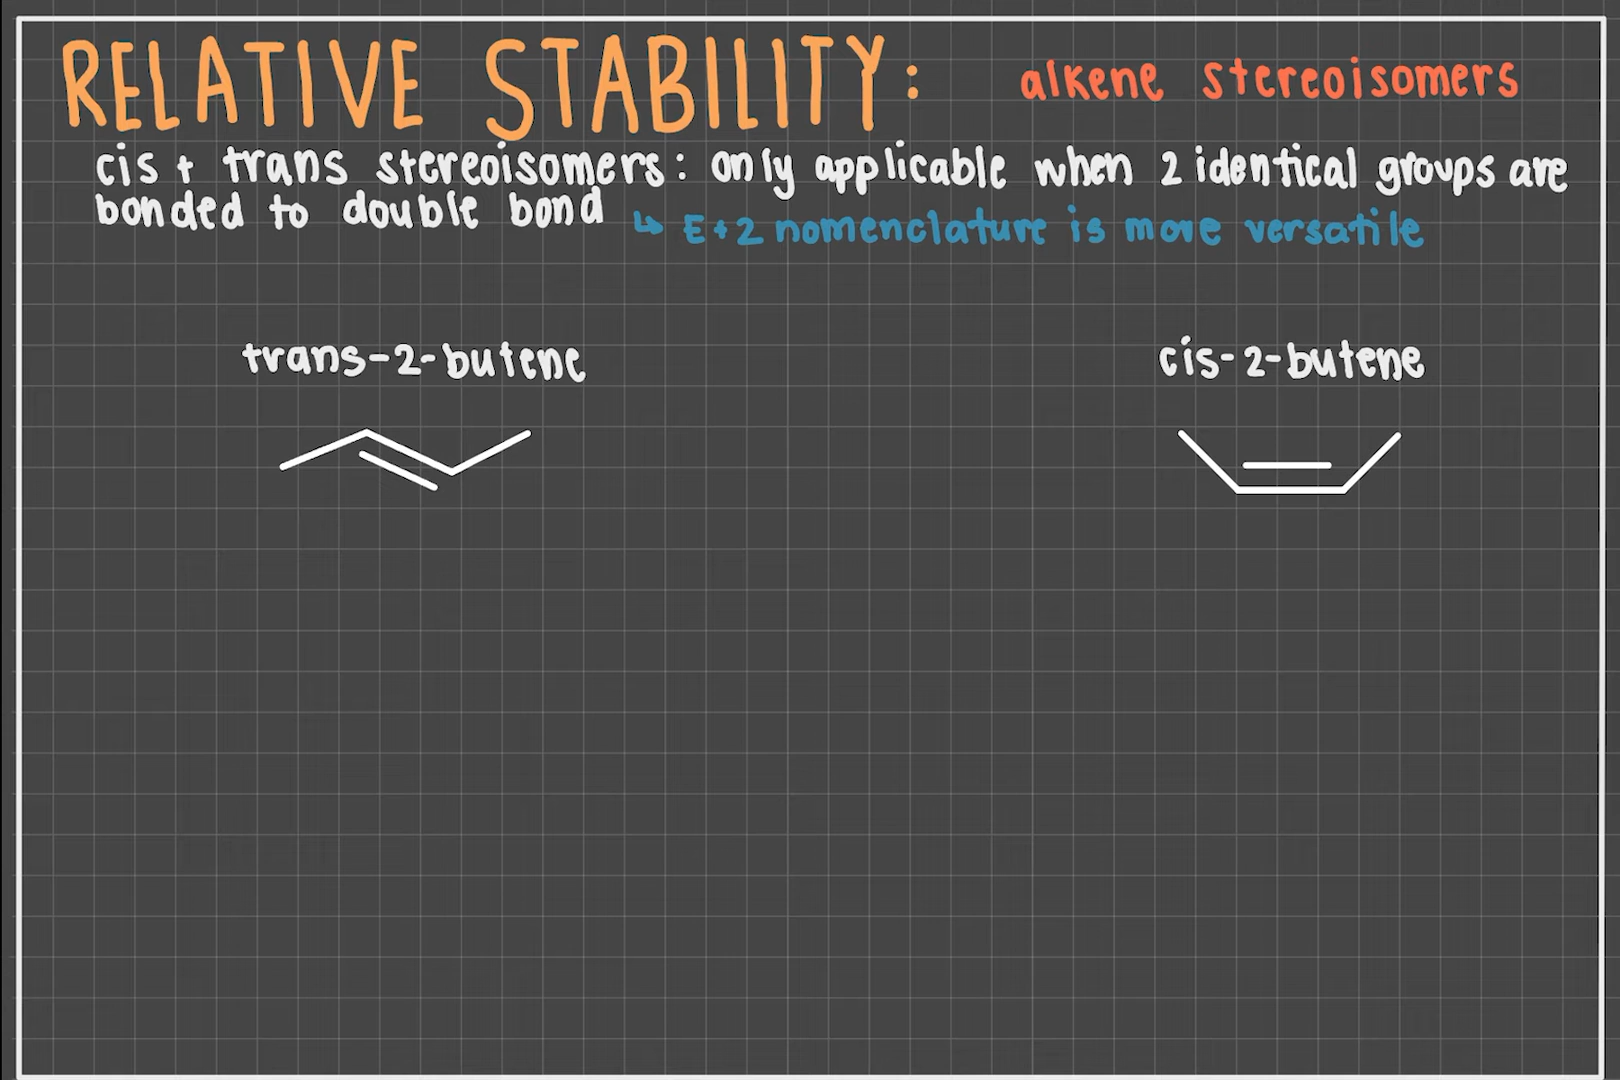 RELATIVE STABILITY: alkene stereoisomers
cis + trans stereoisomers: only applicable when 2 identical groups are
bonded to double bond
↳ E+Z nomenclature is more versatile
trans-2-butene
cis-2-butene